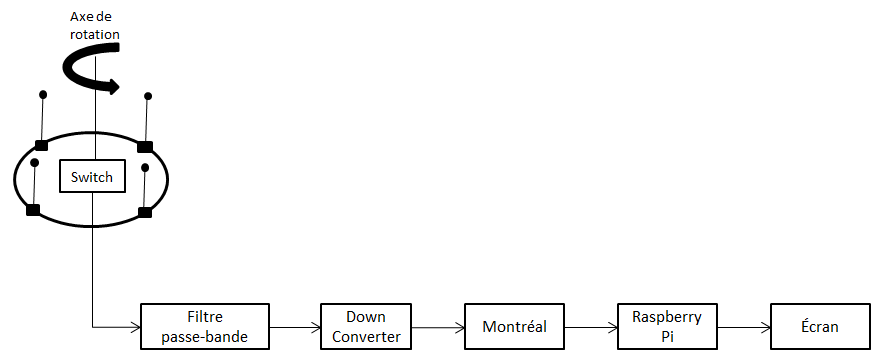 Axe de
rotation
Switch
Filtre
passe-bande
Down
Converter
Montréal
Raspberry
Pi
Écran